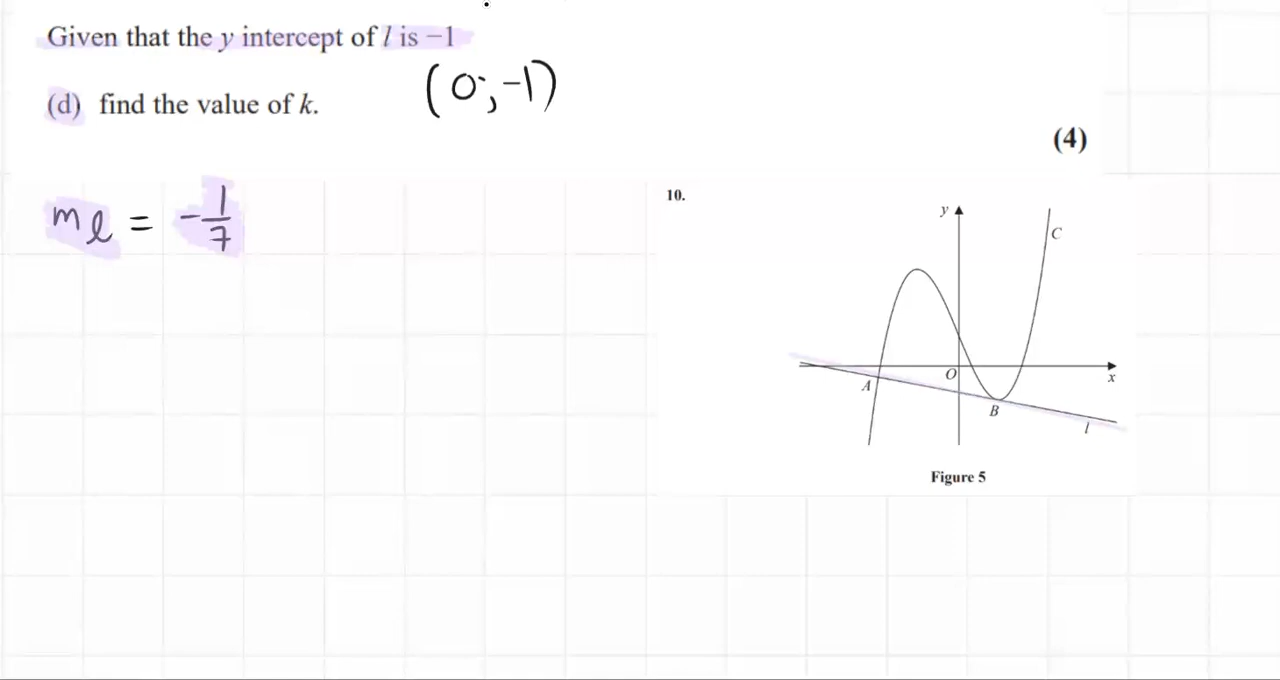 Given that the y intercept of l is −1
(0, −1)
(d) find the value of k.
(4)
m l = − 1/7
10.
y
C
O
x
A
B
l
Figure 5